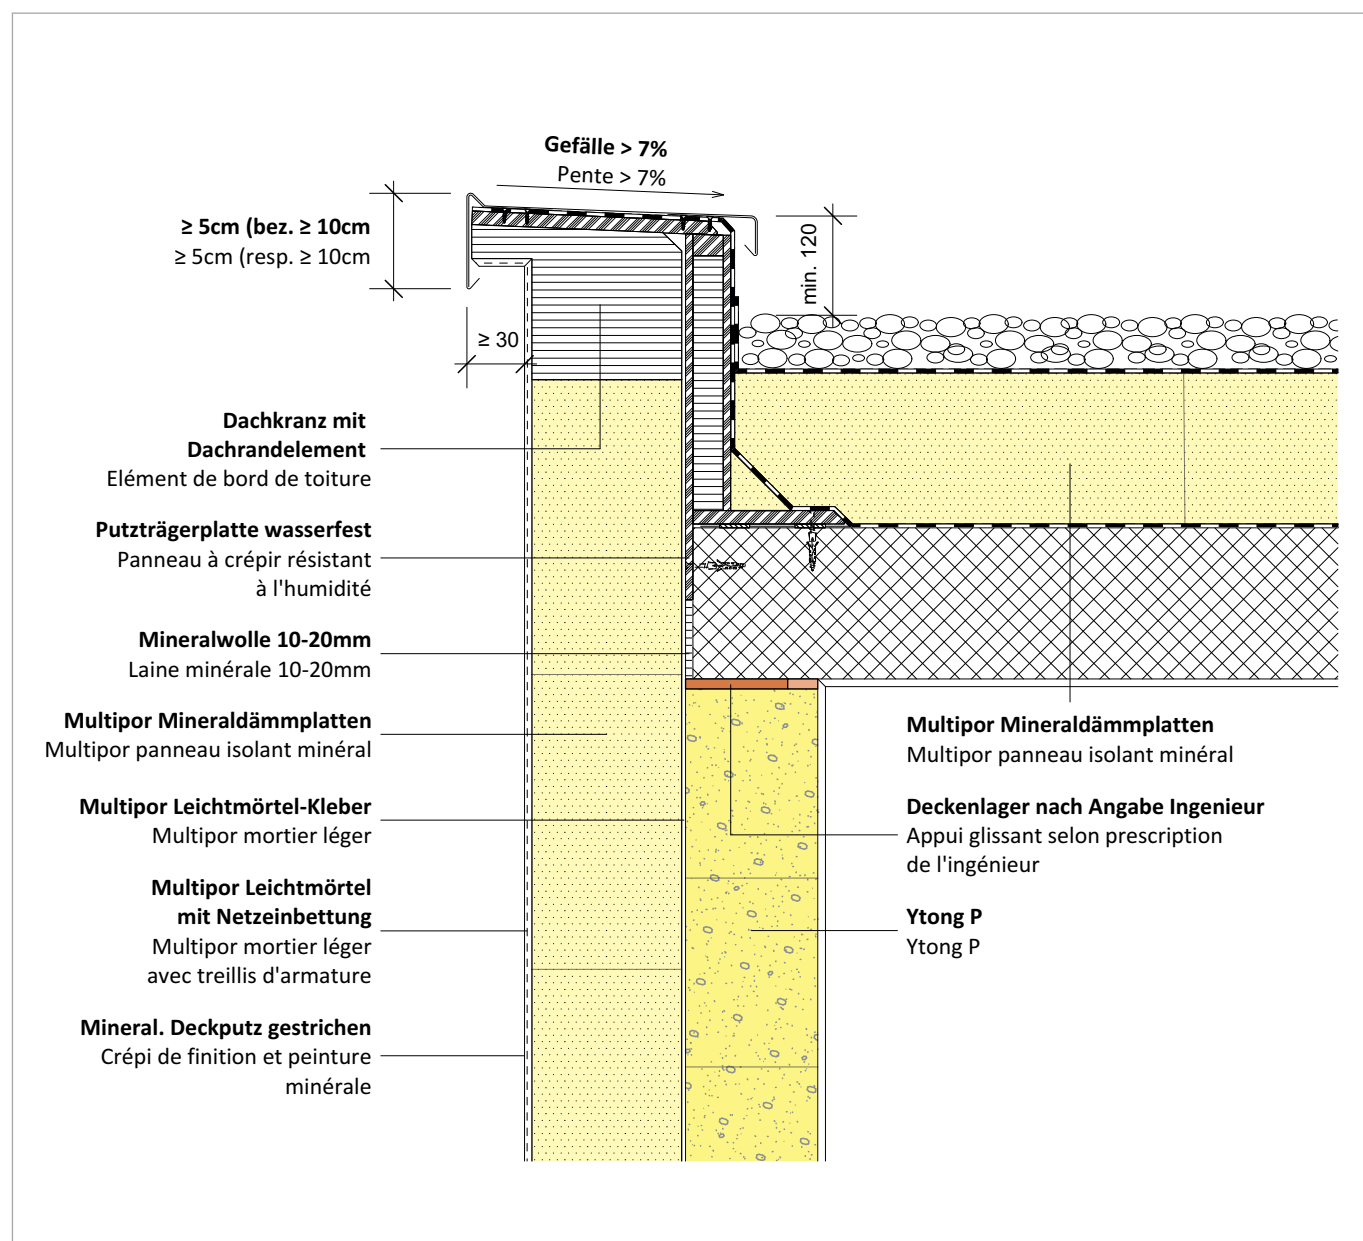 Gefälle > 7%
Pente > 7%
≥ 5cm (bez. ≥ 10cm
≥ 5cm (resp. ≥ 10cm
min. 120
≥ 30
Dachkranz mit
Dachrandelement
Elément de bord de toiture
Putzträgerplatte wasserfest
Panneau à crépir résistant
à l'humidité
Mineralwolle 10-20mm
Laine minérale 10-20mm
Multipor Mineraldämmplatten
Multipor panneau isolant minéral
Multipor Leichtmörtel-Kleber
Multipor mortier léger
Multipor Leichtmörtel
mit Netzeinbettung
Multipor mortier léger
avec treillis d'armature
Mineral. Deckputz gestrichen
Crépi de finition et peinture
minérale
Multipor Mineraldämmplatten
Multipor panneau isolant minéral
Deckenlager nach Angabe Ingenieur
Appui glissant selon prescription
de l'ingénieur
Ytong P
Ytong P